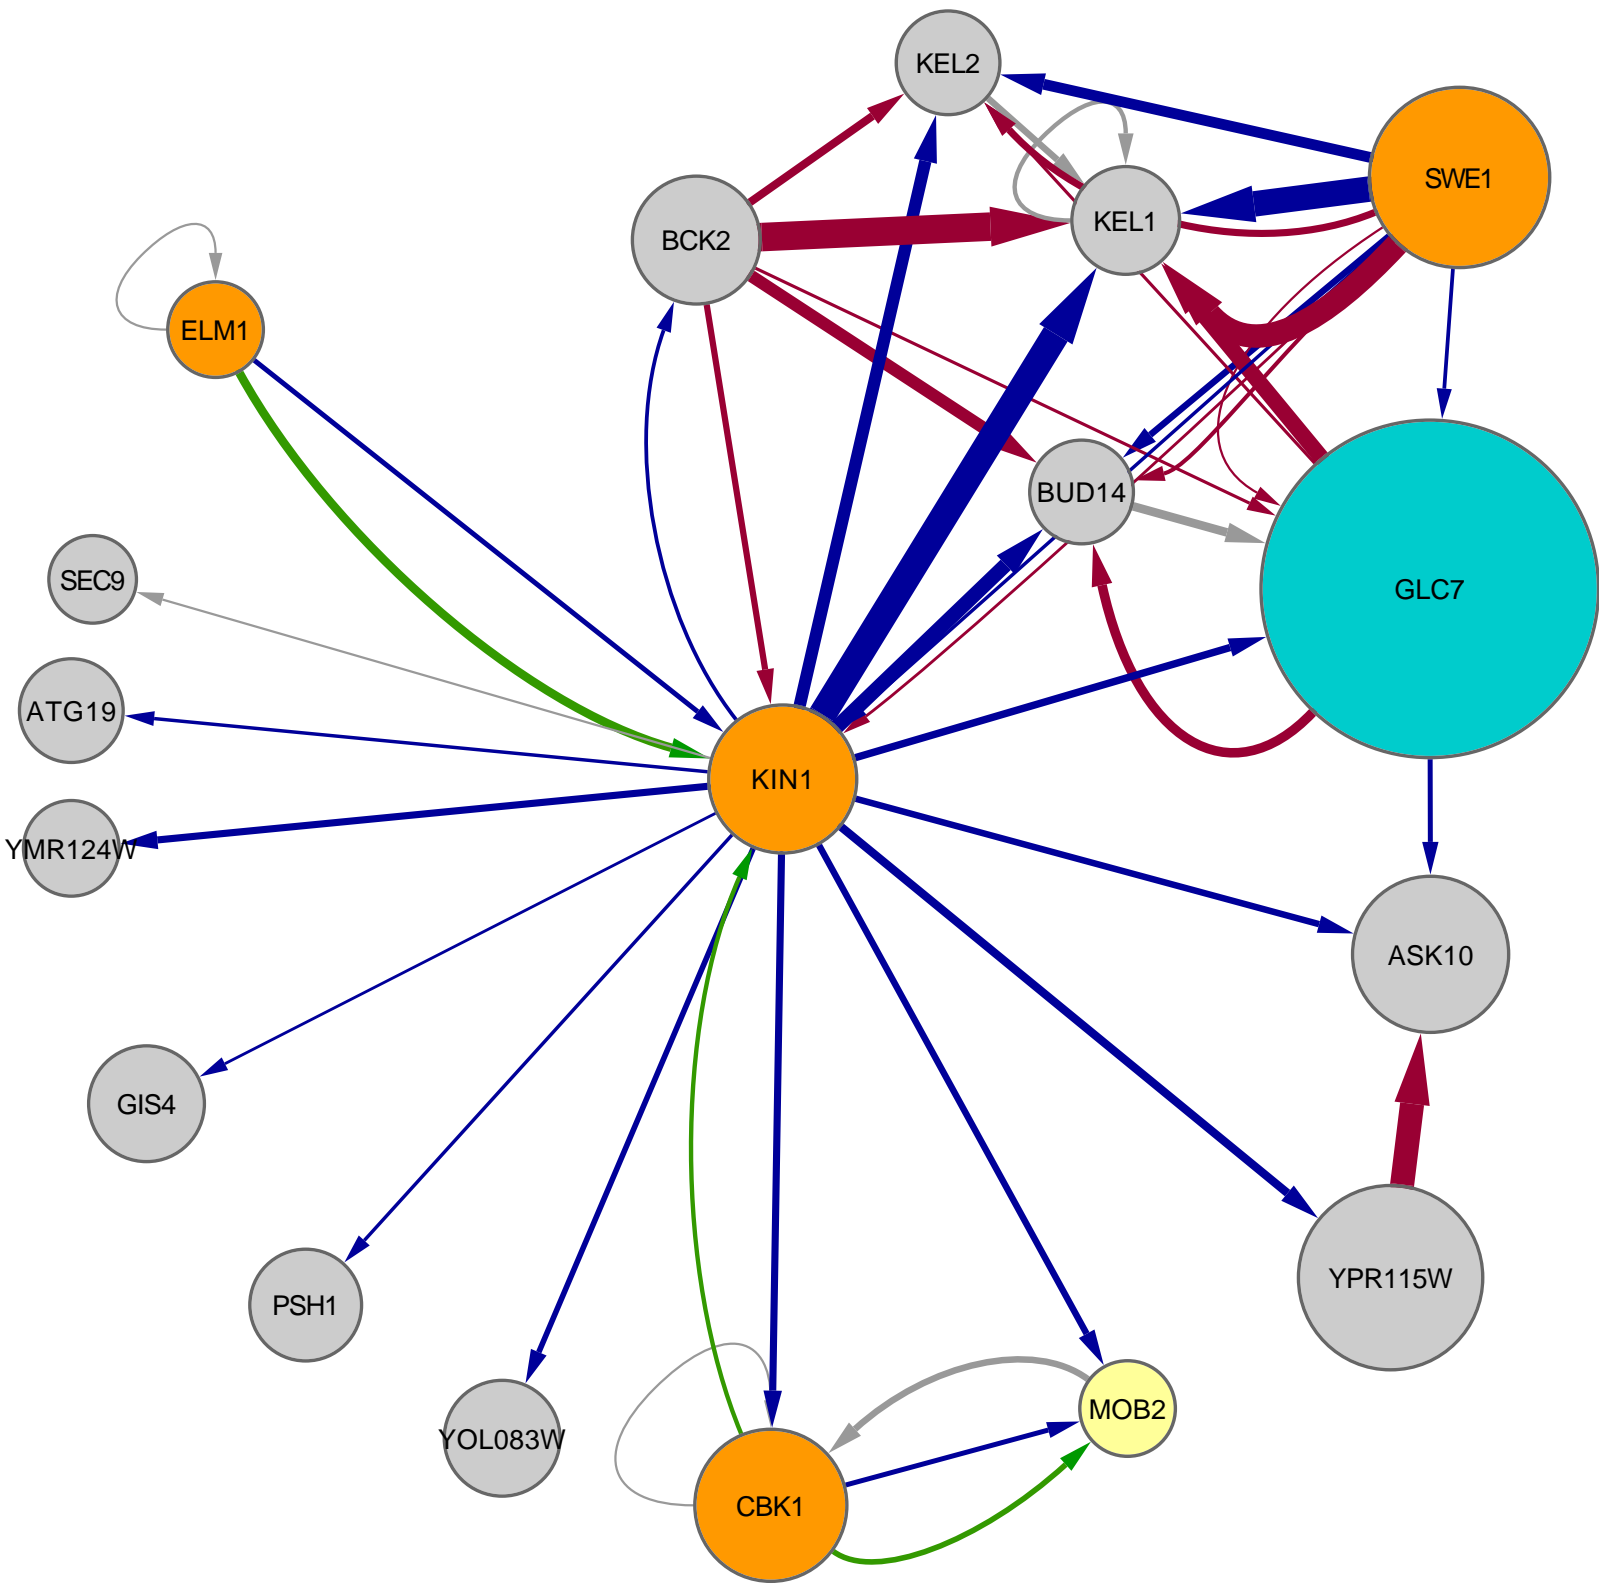 KEL2
SWE1
KEL1
BCK2
ELM1
BUD14
SEC9
GLC7
ATG19
KIN1
YMR124W
ASK10
GIS4
YPR115W
PSH1
MOB2
YOL083W
CBK1